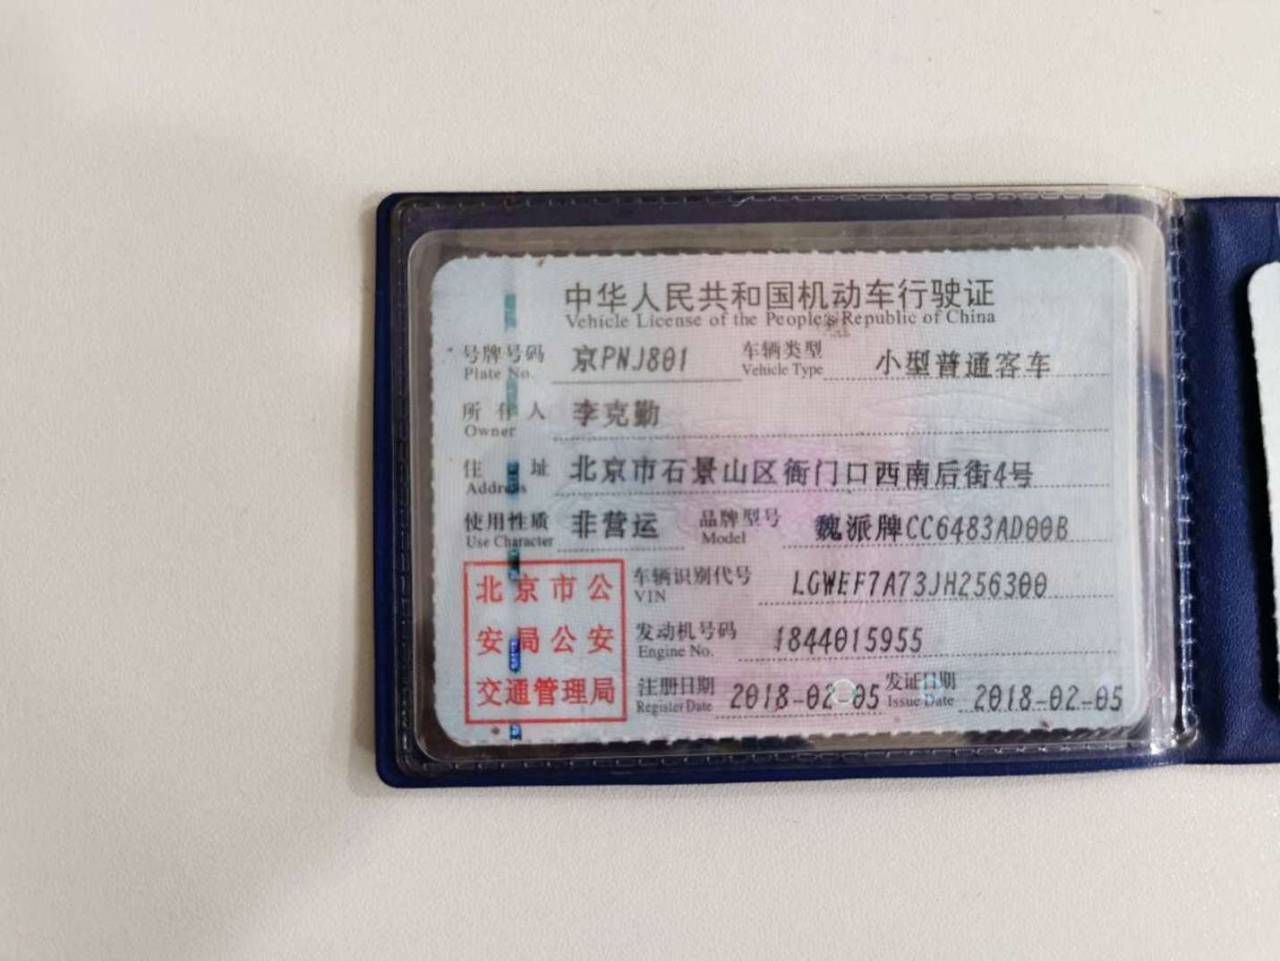 中华人民共和国机动车行驶证
Vehicle License of the People's Republic of China
号牌号码 京PNJ801 车辆类型 小型普通客车
Plate No. Vehicle Type
所有人 李克勤
Owner
住址 北京市石景山区衙门口西南后街4号
Address
使用性质 非营运 品牌型号 魏派牌CC6483AD00B
Use Character Model
车辆识别代号 LGWEF7A73JH256300
VIN
发动机号码 1844015955
Engine No.
注册日期 2018-02-05 发证日期 2018-02-05
Register Date Issue Date
北京市公
安局公安
交通管理局